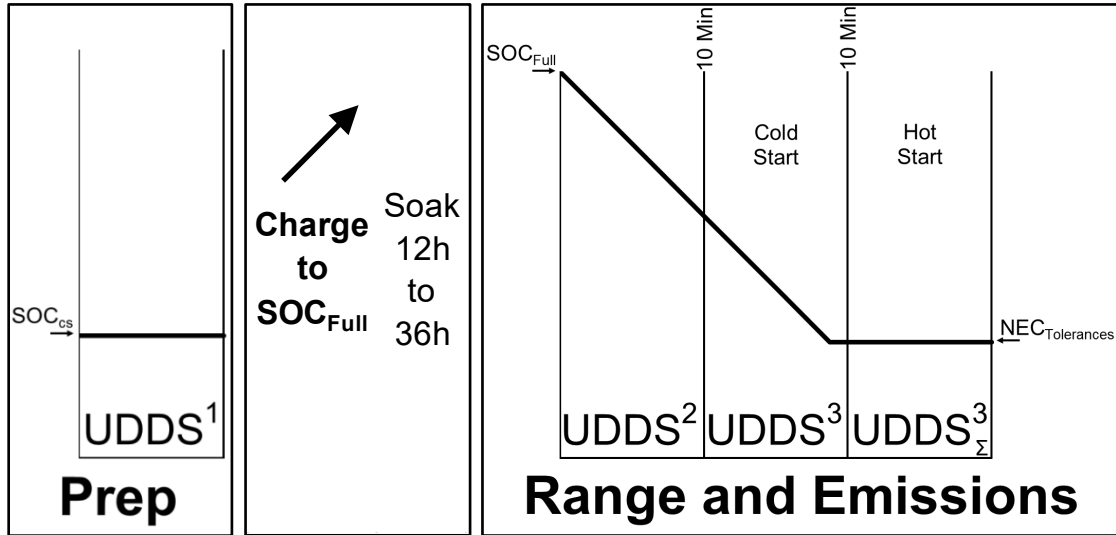 SOC_cs
UDDS¹
Prep
Charge
to
SOC_Full
Soak
12h
to
36h
SOC_Full
10 Min
10 Min
Cold
Start
Hot
Start
NEC_Tolerances
UDDS²
UDDS³
UDDS³_Σ
Range and Emissions